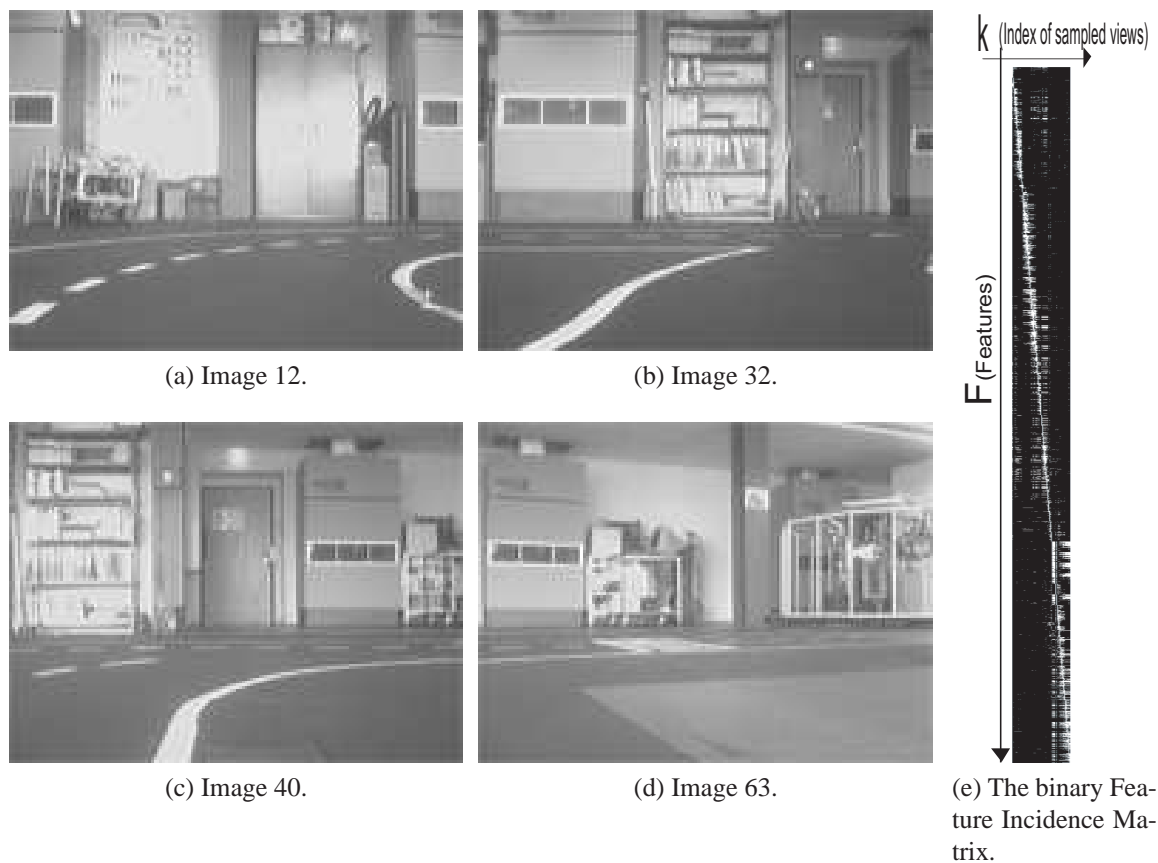 k (Index of sampled views)
F (Features)
(a) Image 12.
(b) Image 32.
(c) Image 40.
(d) Image 63.
(e) The binary Fea-
ture Incidence Ma-
trix.